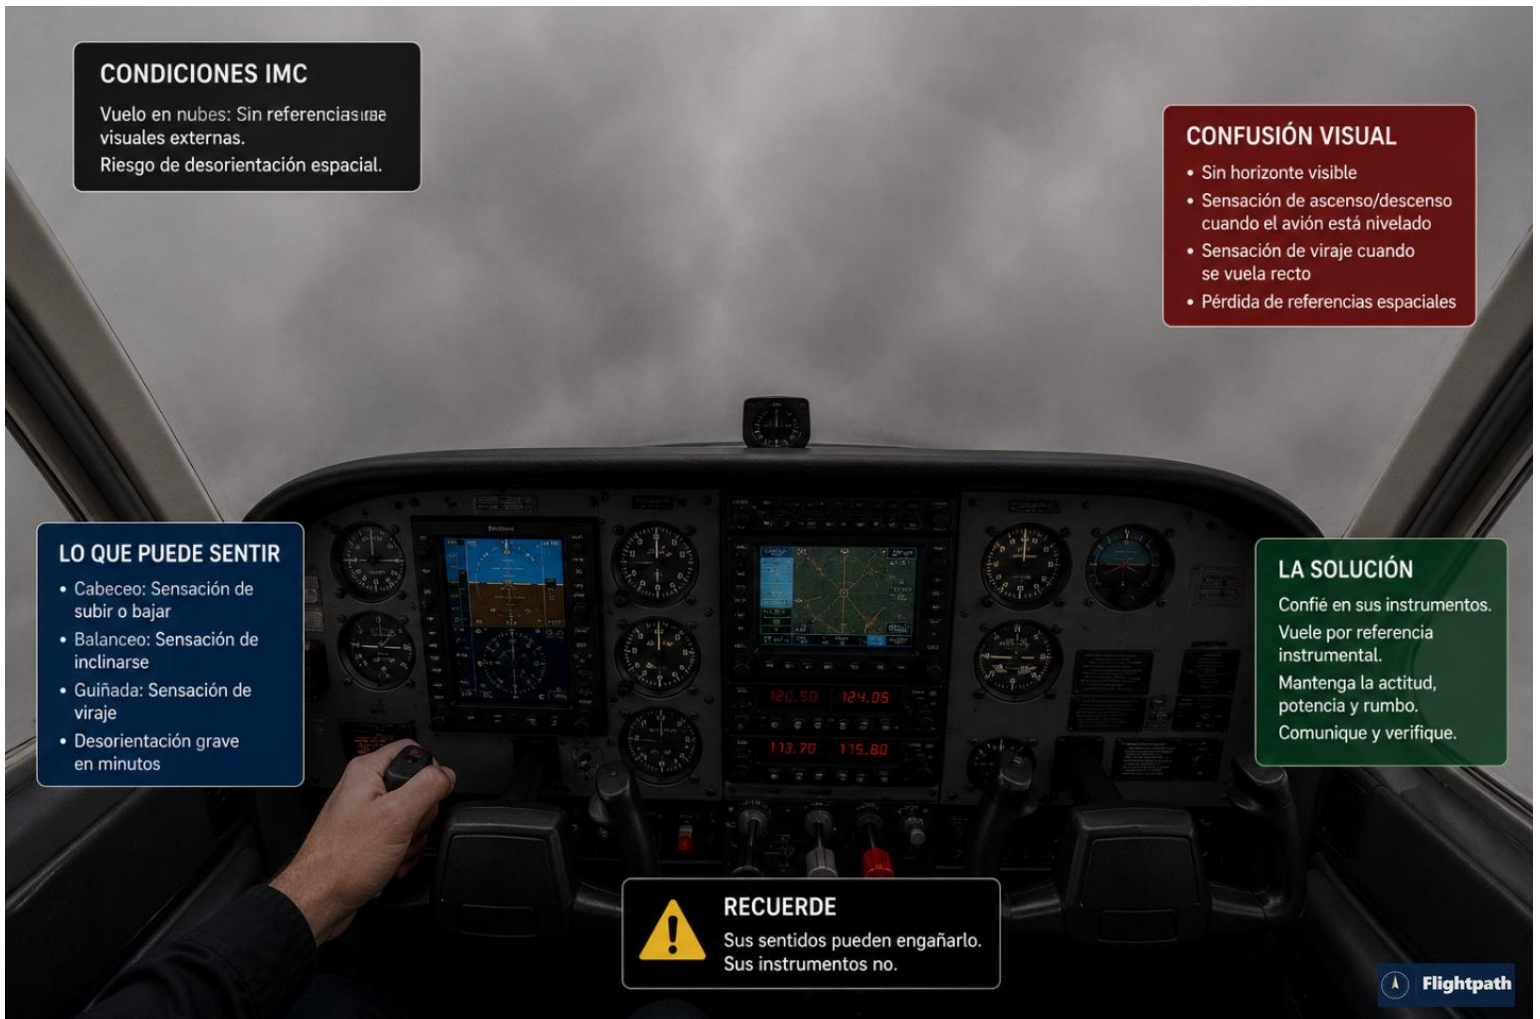 CONDICIONES IMC
Vuelo en nubes: Sin referencias
visuales externas.
Riesgo de desorientación espacial.
CONFUSIÓN VISUAL
• Sin horizonte visible
• Sensación de ascenso/descenso
cuando el avión está nivelado
• Sensación de viraje cuando
se vuela recto
• Pérdida de referencias espaciales
LO QUE PUEDE SENTIR
• Cabeceo: Sensación de
subir o bajar
• Balanceo: Sensación de
inclinarse
• Guiñada: Sensación de
viraje
• Desorientación grave
en minutos
LA SOLUCIÓN
Confié en sus instrumentos.
Vuele por referencia
instrumental.
Mantenga la actitud,
potencia y rumbo.
Comunique y verifique.
120.50 124.05
113.70 115.80
RECUERDE
Sus sentidos pueden engañarlo.
Sus instrumentos no.
Flightpath